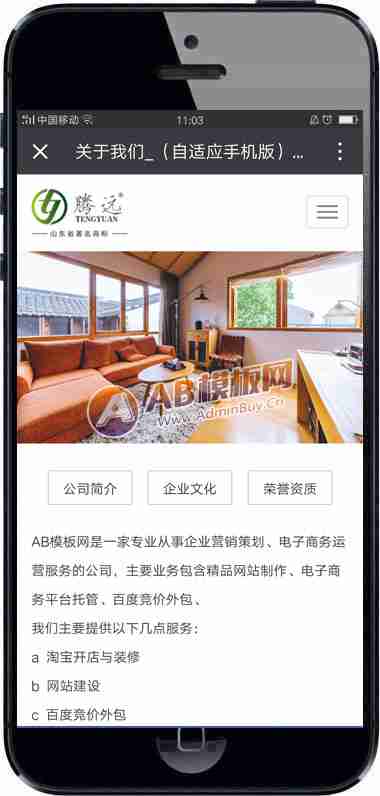 中国移动
11:03
关于我们_（自适应手机版）...
腾远®
TENGYUAN
山东省著名商标
AB模板网
Www.AdminBuy.Cn
公司简介
企业文化
荣誉资质
AB模板网是一家专业从事企业营销策划、电子商务运
营服务的公司，主要业务包含精品网站制作、电子商
务平台托管、百度竞价外包、
我们主要提供以下几点服务：
a 淘宝开店与装修
b 网站建设
c 百度竞价外包